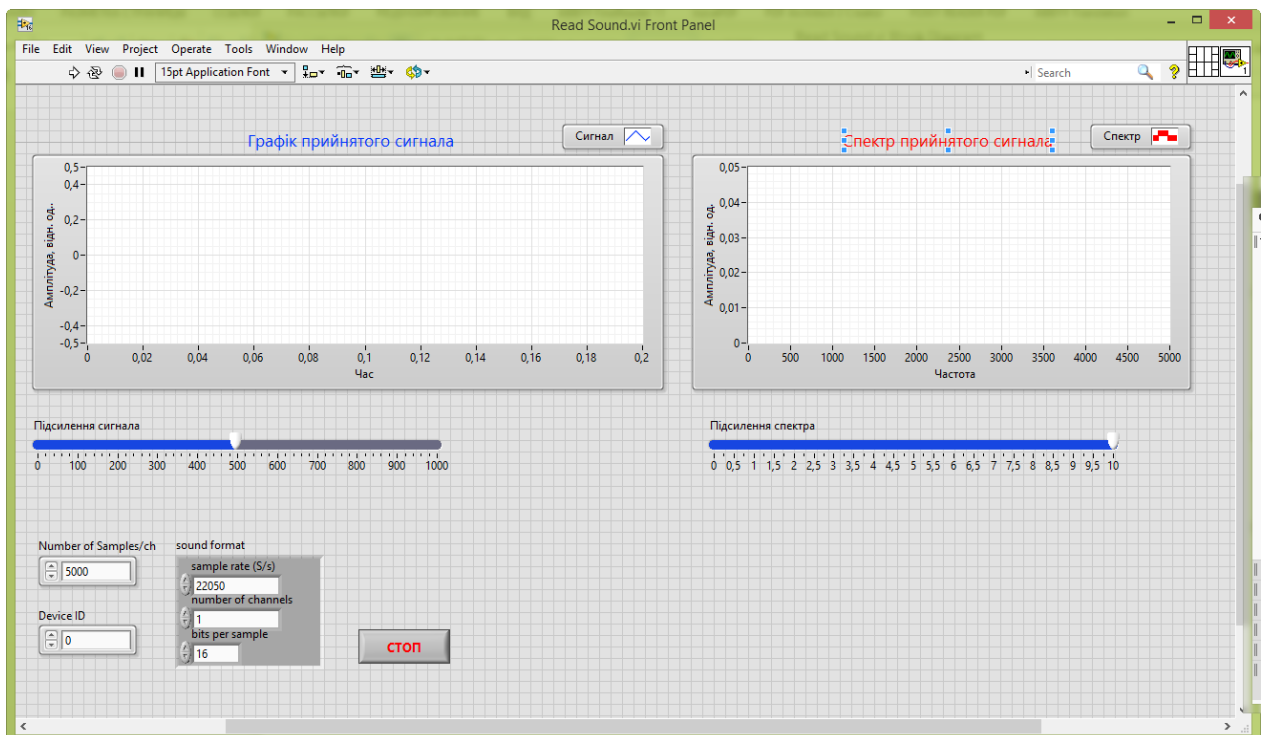 Read Sound.vi Front Panel
File Edit View Project Operate Tools Window Help
15pt Application Font
Search
1
Графік прийнятого сигнала
Сигнал
0,5
0,4
0,2
0
-0,2
-0,4
-0,5
Амплітуда, відн. од..
0 0,02 0,04 0,06 0,08 0,1 0,12 0,14 0,16 0,18 0,2
Час
Спектр прийнятого сигнала
Спектр
0,05
0,04
0,03
0,02
0,01
0
Амплітуда, відн. од.
0 500 1000 1500 2000 2500 3000 3500 4000 4500 5000
Частота
Підсилення сигнала
0 100 200 300 400 500 600 700 800 900 1000
Підсилення спектра
0 0,5 1 1,5 2 2,5 3 3,5 4 4,5 5 5,5 6 6,5 7 7,5 8 8,5 9 9,5 10
Number of Samples/ch
5000
Device ID
0
sound format
sample rate (S/s)
22050
number of channels
1
bits per sample
16
СТОП